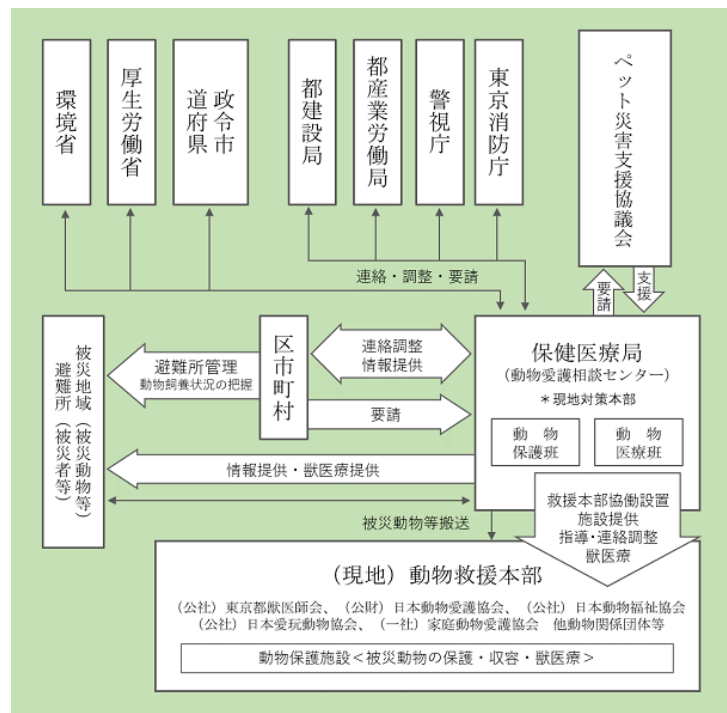 環境省
厚生労働省
政令市
道府県
都建設局
都産業労働局
警視庁
東京消防庁
ペット災害支援協議会
連絡・調整・要請
要請
支援
被災地域（被災動物等）
避難所（被災者等）
避難所管理
動物飼養状況の把握
区市町村
連絡調整
情報提供
要請
保健医療局
（動物愛護相談センター）
＊現地対策本部
動　物
保護班
動　物
医療班
情報提供・獣医療提供
被災動物等搬送
救援本部協働設置
施設提供
指導・連絡調整
獣医療
（現地）動物救援本部
（公社）東京都獣医師会、（公財）日本動物愛護協会、（公社）日本動物福祉協会
（公社）日本愛玩動物協会、（一社）家庭動物愛護協会　他動物関係団体等
動物保護施設＜被災動物の保護・収容・獣医療＞